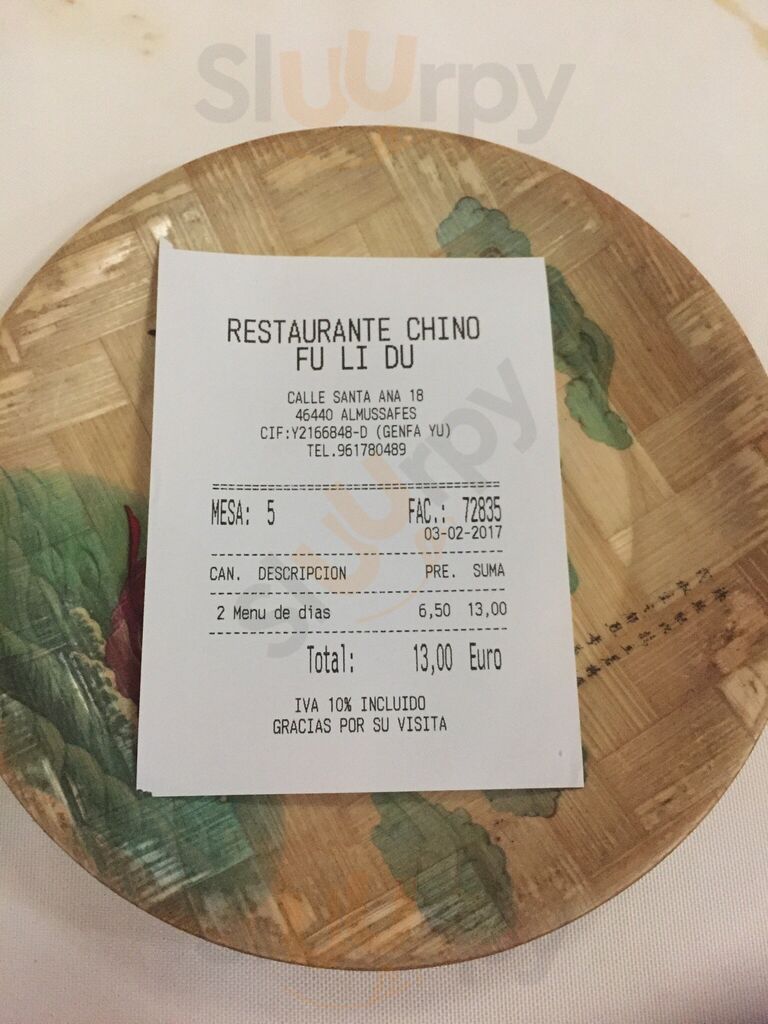 Sluurpy
RESTAURANTE CHINO
FU LI DU
CALLE SANTA ANA 18
46440 ALMUSSAFES
CIF:Y2166848-D (GENFA YU)
TEL.961780489
MESA: 5 FAC.: 72835
03-02-2017
CAN. DESCRIPCION PRE. SUMA
2 Menu de dias 6,50 13,00
Total: 13,00 Euro
IVA 10% INCLUIDO
GRACIAS POR SU VISITA